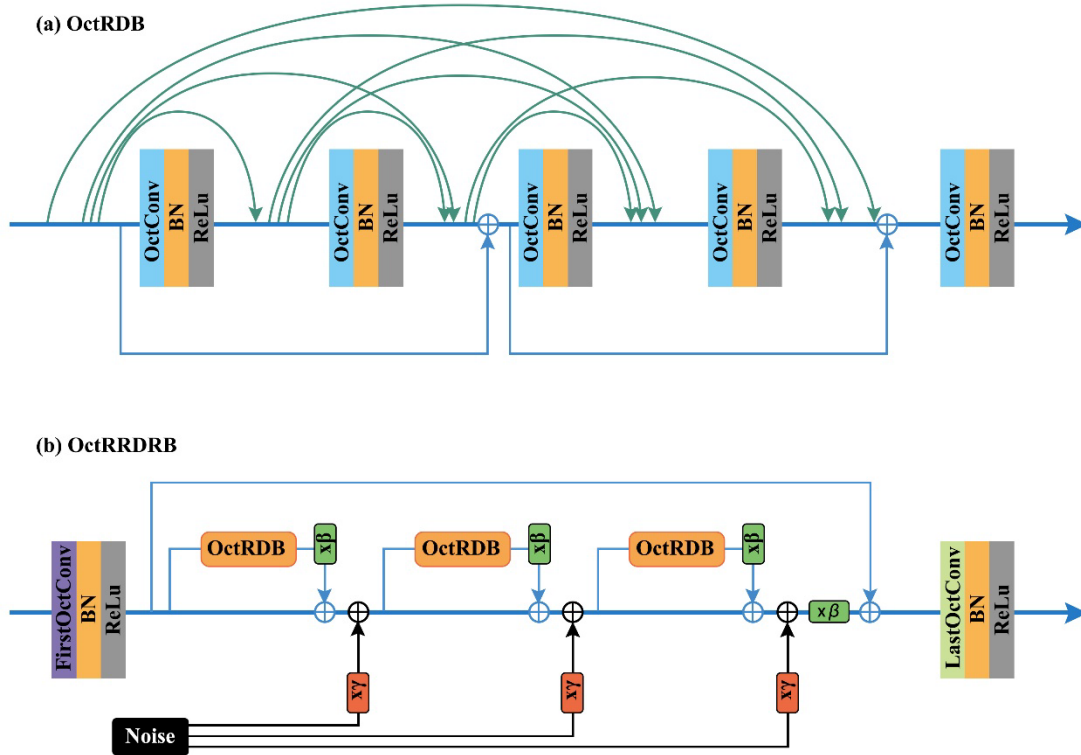 (a) OctRDB
OctConv
BN
ReLu
OctConv
BN
ReLu
OctConv
BN
ReLu
OctConv
BN
ReLu
OctConv
BN
ReLu
(b) OctRRDRB
FirstOctConv
BN
ReLu
OctRDB
xβ
OctRDB
xβ
OctRDB
xβ
xβ
LastOctConv
BN
ReLu
xγ
xγ
xγ
Noise